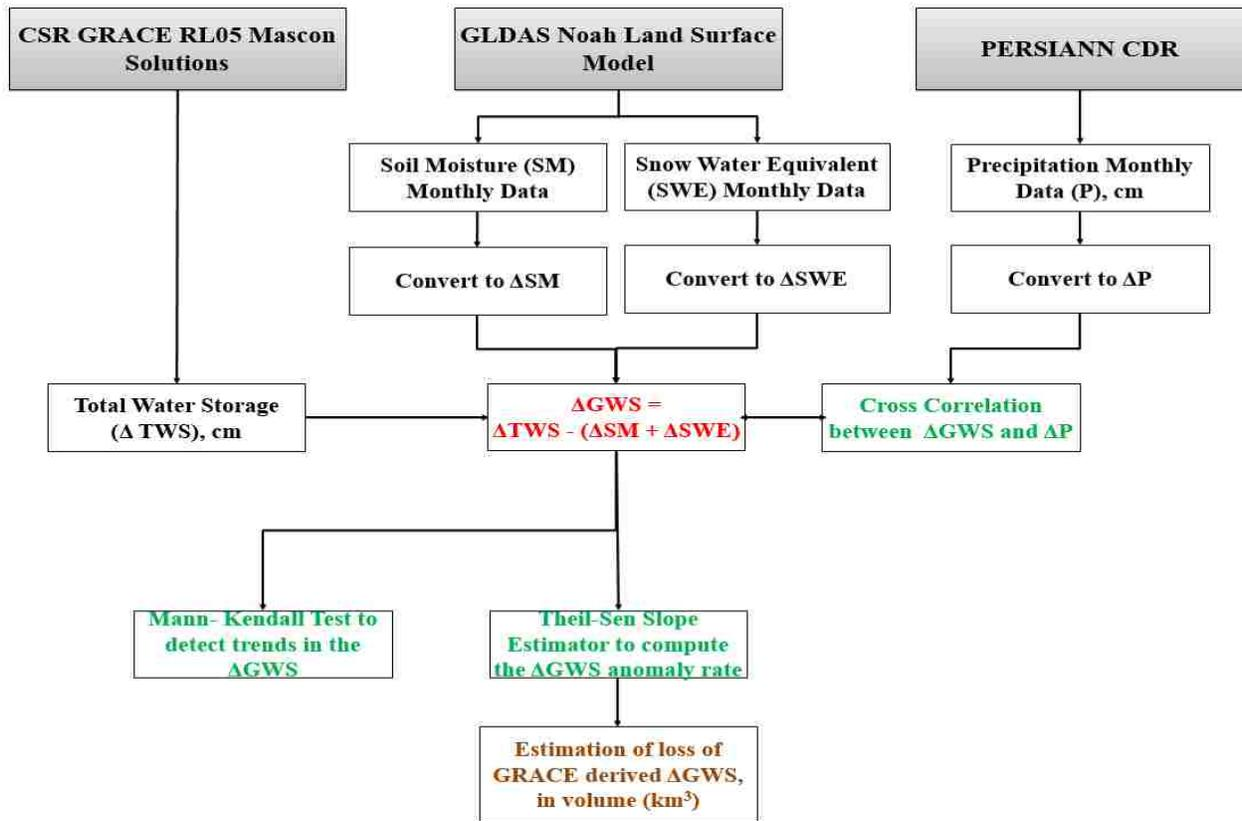 CSR GRACE RL05 Mascon
Solutions
GLDAS Noah Land Surface
Model
PERSIANN CDR
Soil Moisture (SM)
Monthly Data
Snow Water Equivalent
(SWE) Monthly Data
Precipitation Monthly
Data (P), cm
Convert to ΔSM
Convert to ΔSWE
Convert to ΔP
Total Water Storage
(Δ TWS), cm
ΔGWS =
ΔTWS - (ΔSM + ΔSWE)
Cross Correlation
between ΔGWS and ΔP
Mann- Kendall Test to
detect trends in the
ΔGWS
Theil-Sen Slope
Estimator to compute
the ΔGWS anomaly rate
Estimation of loss of
GRACE derived ΔGWS,
in volume (km³)